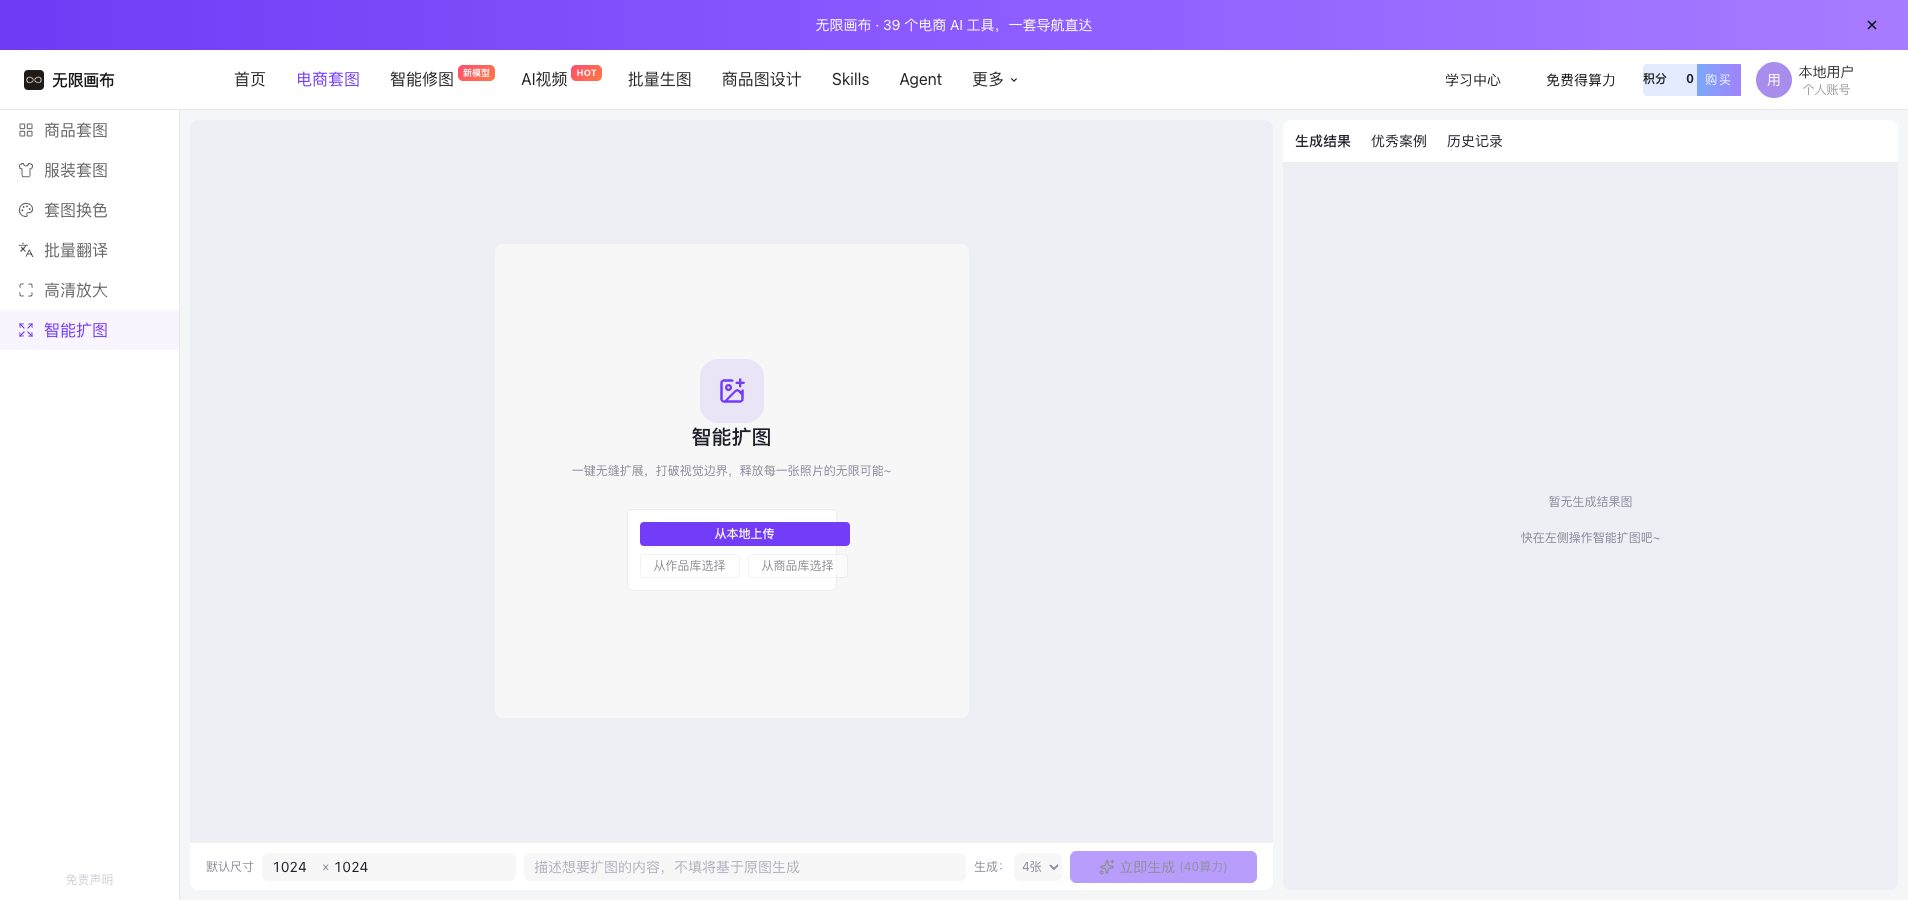 无限画布 · 39 个电商 AI 工具，一套导航直达
无限画布
首页
电商套图
智能修图
新模型
AI视频
HOT
批量生图
商品图设计
Skills
Agent
更多
学习中心
免费得算力
积分 0 购买
用
本地用户
个人账号
商品套图
服装套图
套图换色
批量翻译
高清放大
智能扩图
免责声明
智能扩图
一键无缝扩展，打破视觉边界，释放每一张照片的无限可能~
从本地上传
从作品库选择
从商品库选择
默认尺寸 1024 × 1024
描述想要扩图的内容，不填将基于原图生成
生成： 4张
立即生成 (40算力)
生成结果
优秀案例
历史记录
暂无生成结果图
快在左侧操作智能扩图吧~